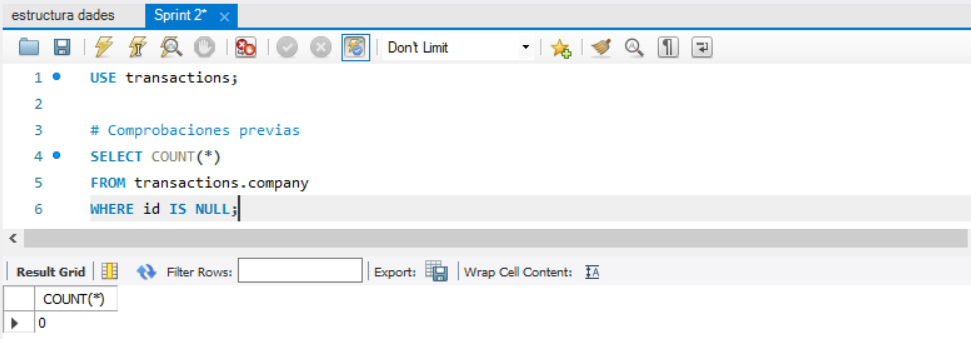 estructura dades Sprint 2* ×
Don't Limit
1 USE transactions;
2
3 # Comprobaciones previas
4 SELECT COUNT(*)
5 FROM transactions.company
6 WHERE id IS NULL;
Result Grid Filter Rows: Export: Wrap Cell Content: IA
COUNT(*)
0